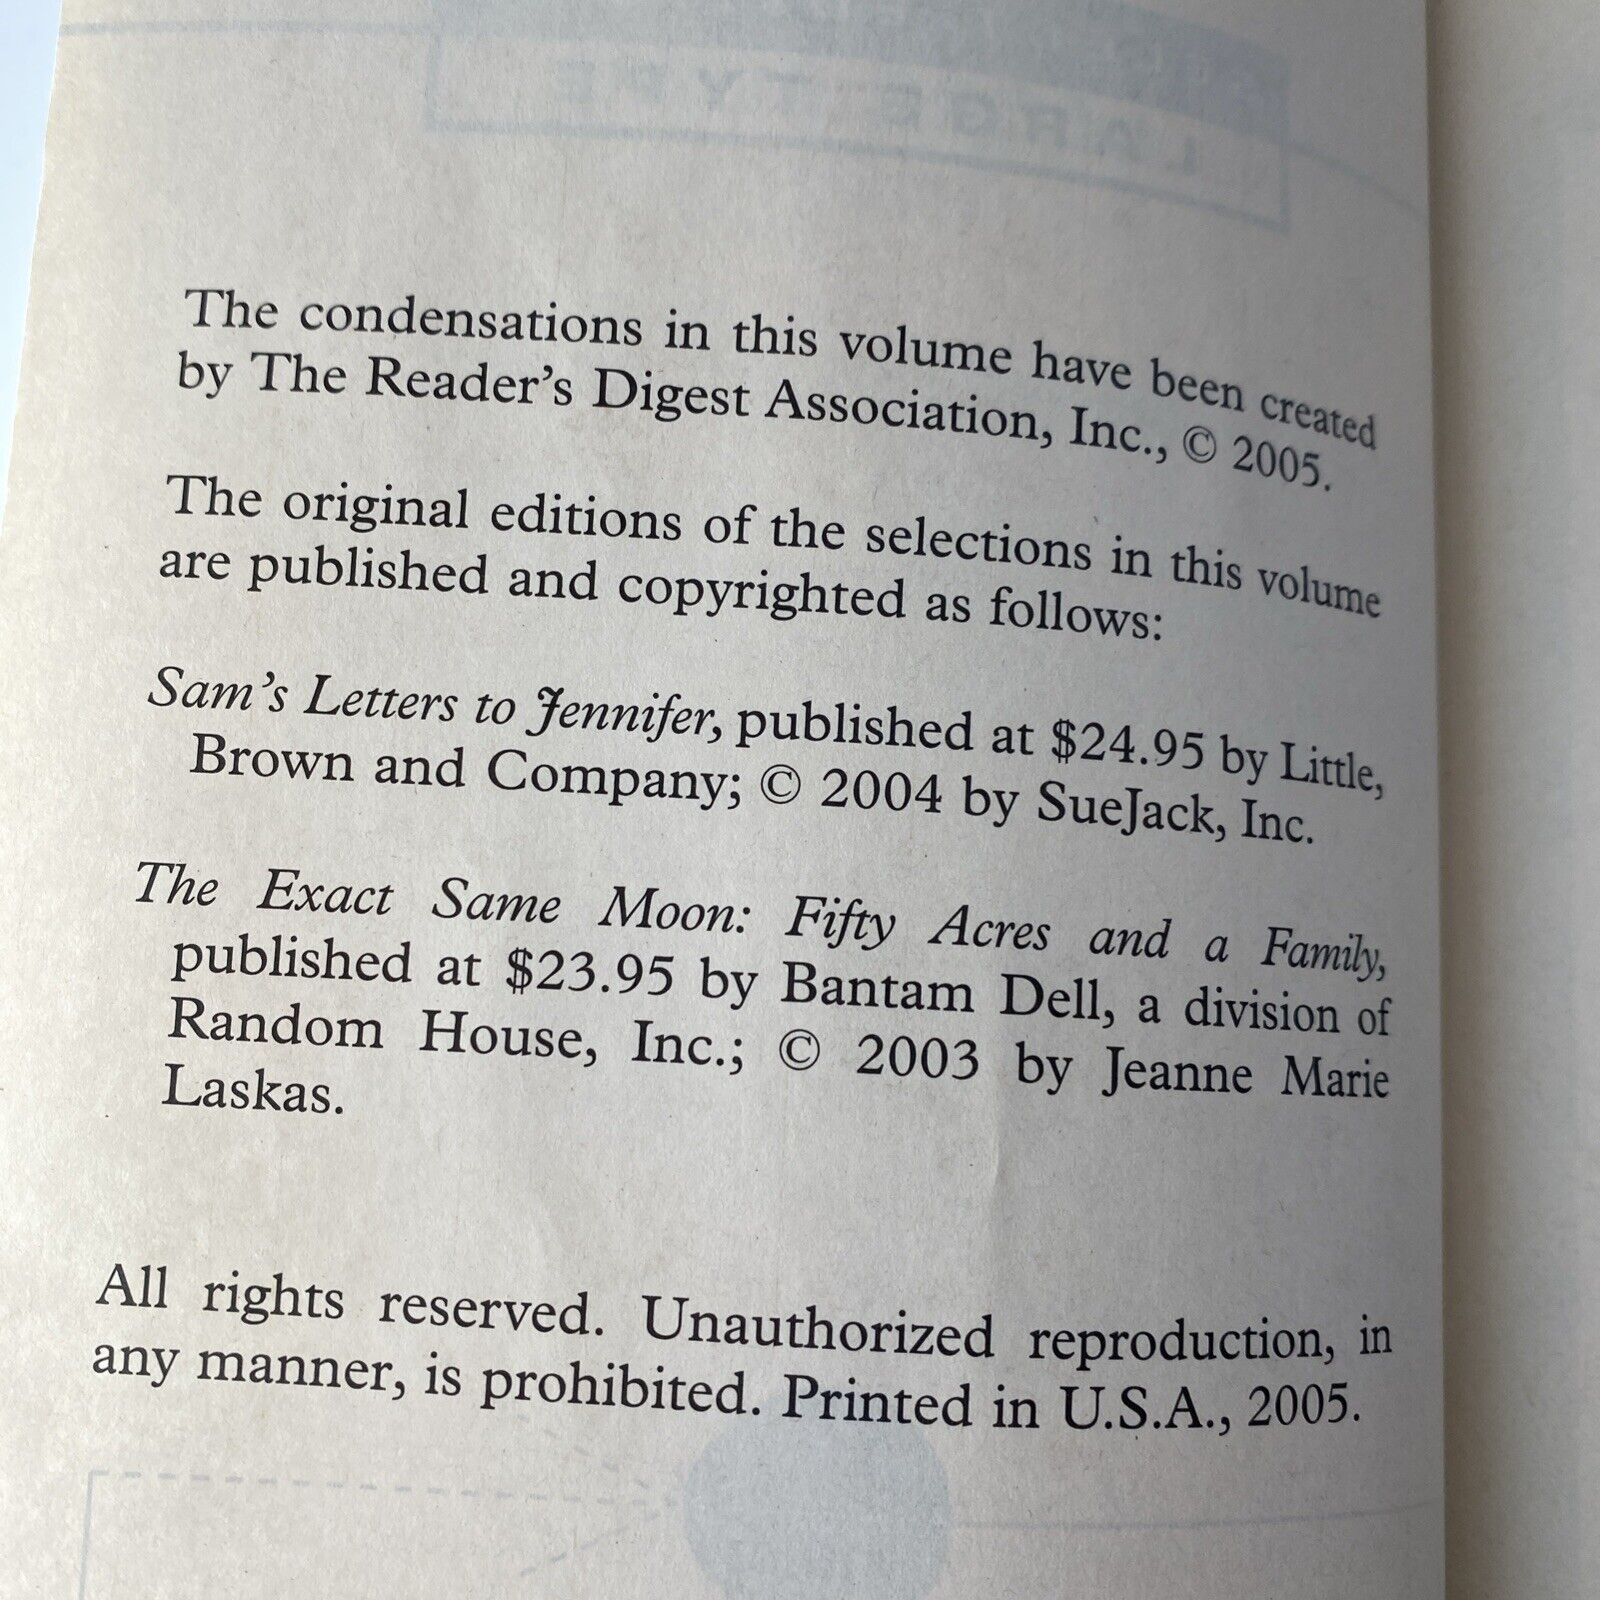 LARGE TYPE
The condensations in this volume have been created
by The Reader's Digest Association, Inc., © 2005.
The original editions of the selections in this volume
are published and copyrighted as follows:
Sam's Letters to Jennifer, published at $24.95 by Little,
Brown and Company; © 2004 by SueJack, Inc.
The Exact Same Moon: Fifty Acres and a Family,
published at $23.95 by Bantam Dell, a division of
Random House, Inc.; © 2003 by Jeanne Marie
Laskas.
All rights reserved. Unauthorized reproduction, in
any manner, is prohibited. Printed in U.S.A., 2005.